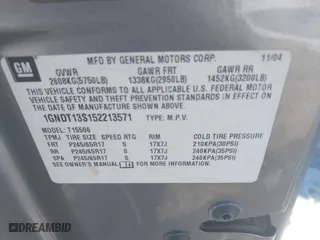 GM
MFD BY GENERAL MOTORS CORP. 11/04
GVWR GAWR FRT GAWR RR
2608KG(5750LB) 1338KG(2950LB) 1452KG(3200LB)
THIS VEHICLE CONFORMS TO ALL APPLICABLE U.S. FEDERAL MOTOR VEHICLE SAFETY AND THEFT PREVENTION STANDARDS IN EFFECT ON THE DATE OF MANUFACTURE SHOWN ABOVE.
1GNDT13S152213571 TYPE: M.P.V.
MODEL: T15506
TPMJ TIRE SIZE SPEED RTG RIM COLD TIRE PRESSURE
FRT P245/65R17 S 17X7J 210KPA(30PSI)
RR P245/65R17 S 17X7J 240KPA(35PSI)
SPA P245/65R17 S 17X7J 240KPA(35PSI)
SEE OWNER'S MANUAL FOR